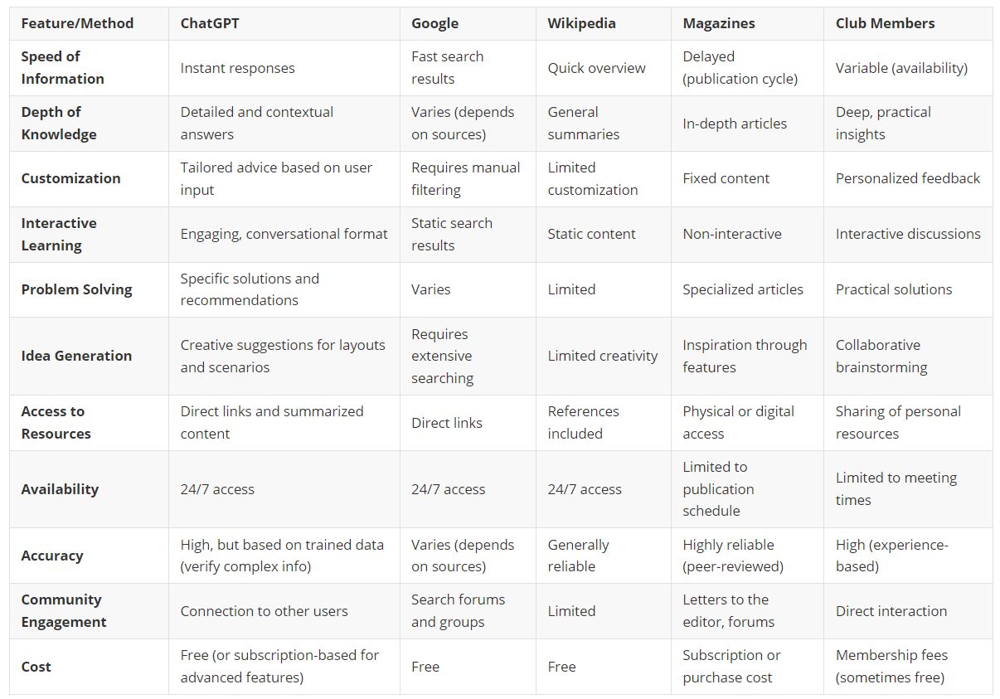 Feature/Method ChatGPT Google Wikipedia Magazines Club Members
Speed of Information Instant responses Fast search results Quick overview Delayed (publication cycle) Variable (availability)
Depth of Knowledge Detailed and contextual answers Varies (depends on sources) General summaries In-depth articles Deep, practical insights
Customization Tailored advice based on user input Requires manual filtering Limited customization Fixed content Personalized feedback
Interactive Learning Engaging, conversational format Static search results Static content Non-interactive Interactive discussions
Problem Solving Specific solutions and recommendations Varies Limited Specialized articles Practical solutions
Idea Generation Creative suggestions for layouts and scenarios Requires extensive searching Limited creativity Inspiration through features Collaborative brainstorming
Access to Resources Direct links and summarized content Direct links References included Physical or digital access Sharing of personal resources
Availability 24/7 access 24/7 access 24/7 access Limited to publication schedule Limited to meeting times
Accuracy High, but based on trained data (verify complex info) Varies (depends on sources) Generally reliable Highly reliable (peer-reviewed) High (experience-based)
Community Engagement Connection to other users Search forums and groups Limited Letters to the editor, forums Direct interaction
Cost Free (or subscription-based for advanced features) Free Free Subscription or purchase cost Membership fees (sometimes free)